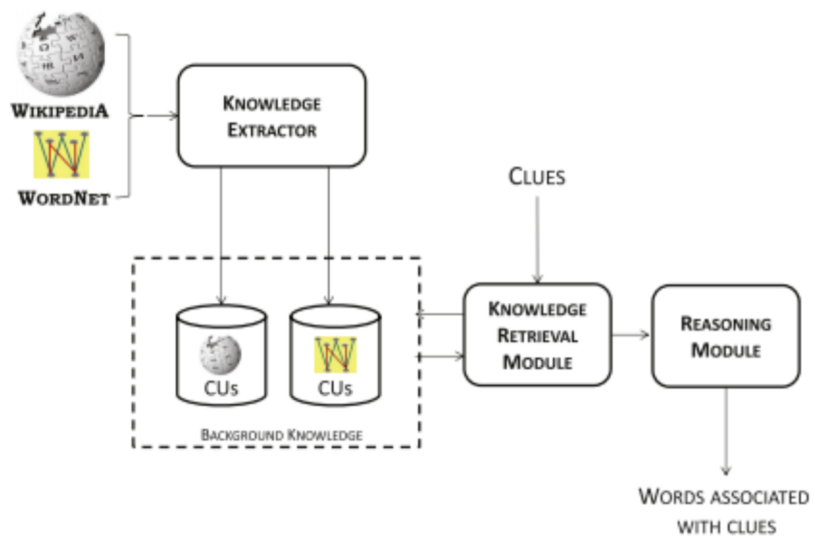 WIKIPEDIA
WORDNET
KNOWLEDGE
EXTRACTOR
CLUES
KNOWLEDGE
RETRIEVAL
MODULE
REASONING
MODULE
CUs
CUs
BACKGROUND KNOWLEDGE
WORDS ASSOCIATED
WITH CLUES